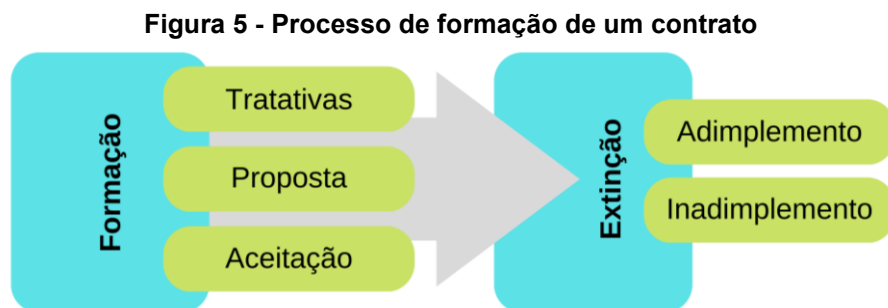 Figura 5 - Processo de formação de um contrato
Formação
Tratativas
Proposta
Aceitação
Extinção
Adimplemento
Inadimplemento